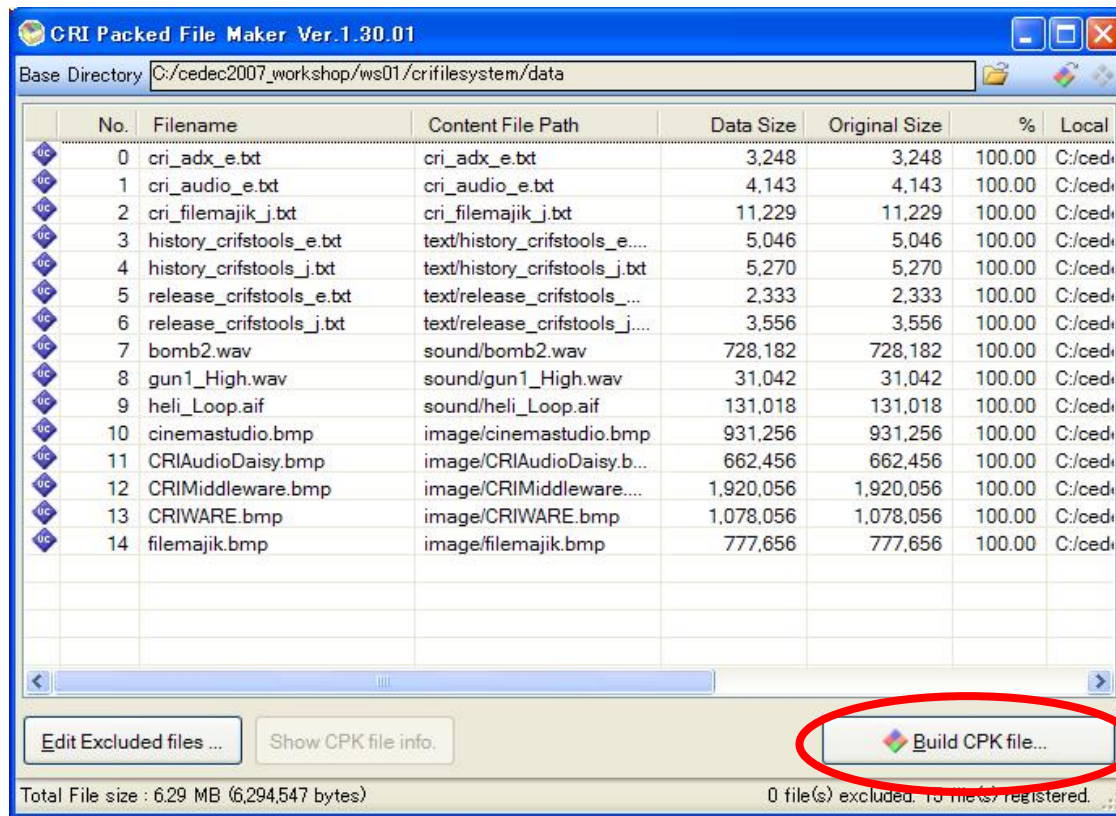 CRI Packed File Maker Ver.1.30.01
Base Directory C:/cedec2007_workshop/ws01/crifilesystem/data
No. Filename Content File Path Data Size Original Size % Local
0 cri_adx_e.txt cri_adx_e.txt 3,248 3,248 100.00 C:/ced
1 cri_audio_e.txt cri_audio_e.txt 4,143 4,143 100.00 C:/ced
2 cri_filemajik_j.txt cri_filemajik_j.txt 11,229 11,229 100.00 C:/ced
3 history_crifstools_e.txt text/history_crifstools_e.... 5,046 5,046 100.00 C:/ced
4 history_crifstools_j.txt text/history_crifstools_j.txt 5,270 5,270 100.00 C:/ced
5 release_crifstools_e.txt text/release_crifstools_... 2,333 2,333 100.00 C:/ced
6 release_crifstools_j.txt text/release_crifstools_j.... 3,556 3,556 100.00 C:/ced
7 bomb2.wav sound/bomb2.wav 728,182 728,182 100.00 C:/ced
8 gun1_High.wav sound/gun1_High.wav 31,042 31,042 100.00 C:/ced
9 heli_Loop.aif sound/heli_Loop.aif 131,018 131,018 100.00 C:/ced
10 cinemastudio.bmp image/cinemastudio.bmp 931,256 931,256 100.00 C:/ced
11 CRIAudioDaisy.bmp image/CRIAudioDaisy.b... 662,456 662,456 100.00 C:/ced
12 CRIMiddleware.bmp image/CRIMiddleware.... 1,920,056 1,920,056 100.00 C:/ced
13 CRIWARE.bmp image/CRIWARE.bmp 1,078,056 1,078,056 100.00 C:/ced
14 filemajik.bmp image/filemajik.bmp 777,656 777,656 100.00 C:/ced
Edit Excluded files ... Show CPK file info. Build CPK file...
Total File size : 6.29 MB (6,294,547 bytes) 0 file(s) excluded. 15 file(s) registered.